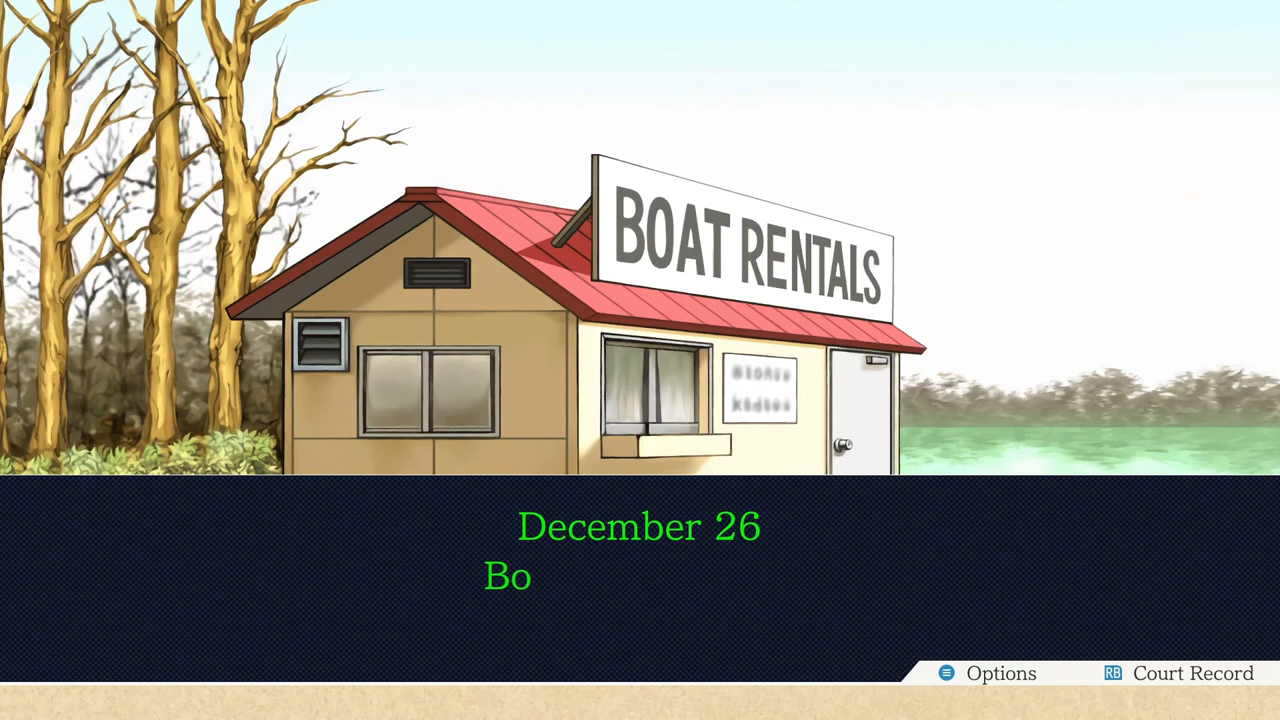 BOAT RENTALS
December 26
Bo
Options
RB Court Record